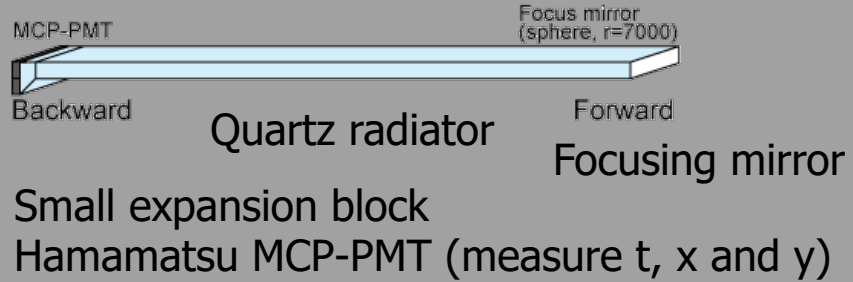 MCP-PMT
Focus mirror
(sphere, r=7000)
Backward
Forward
Quartz radiator
Focusing mirror
Small expansion block
Hamamatsu MCP-PMT (measure t, x and y)